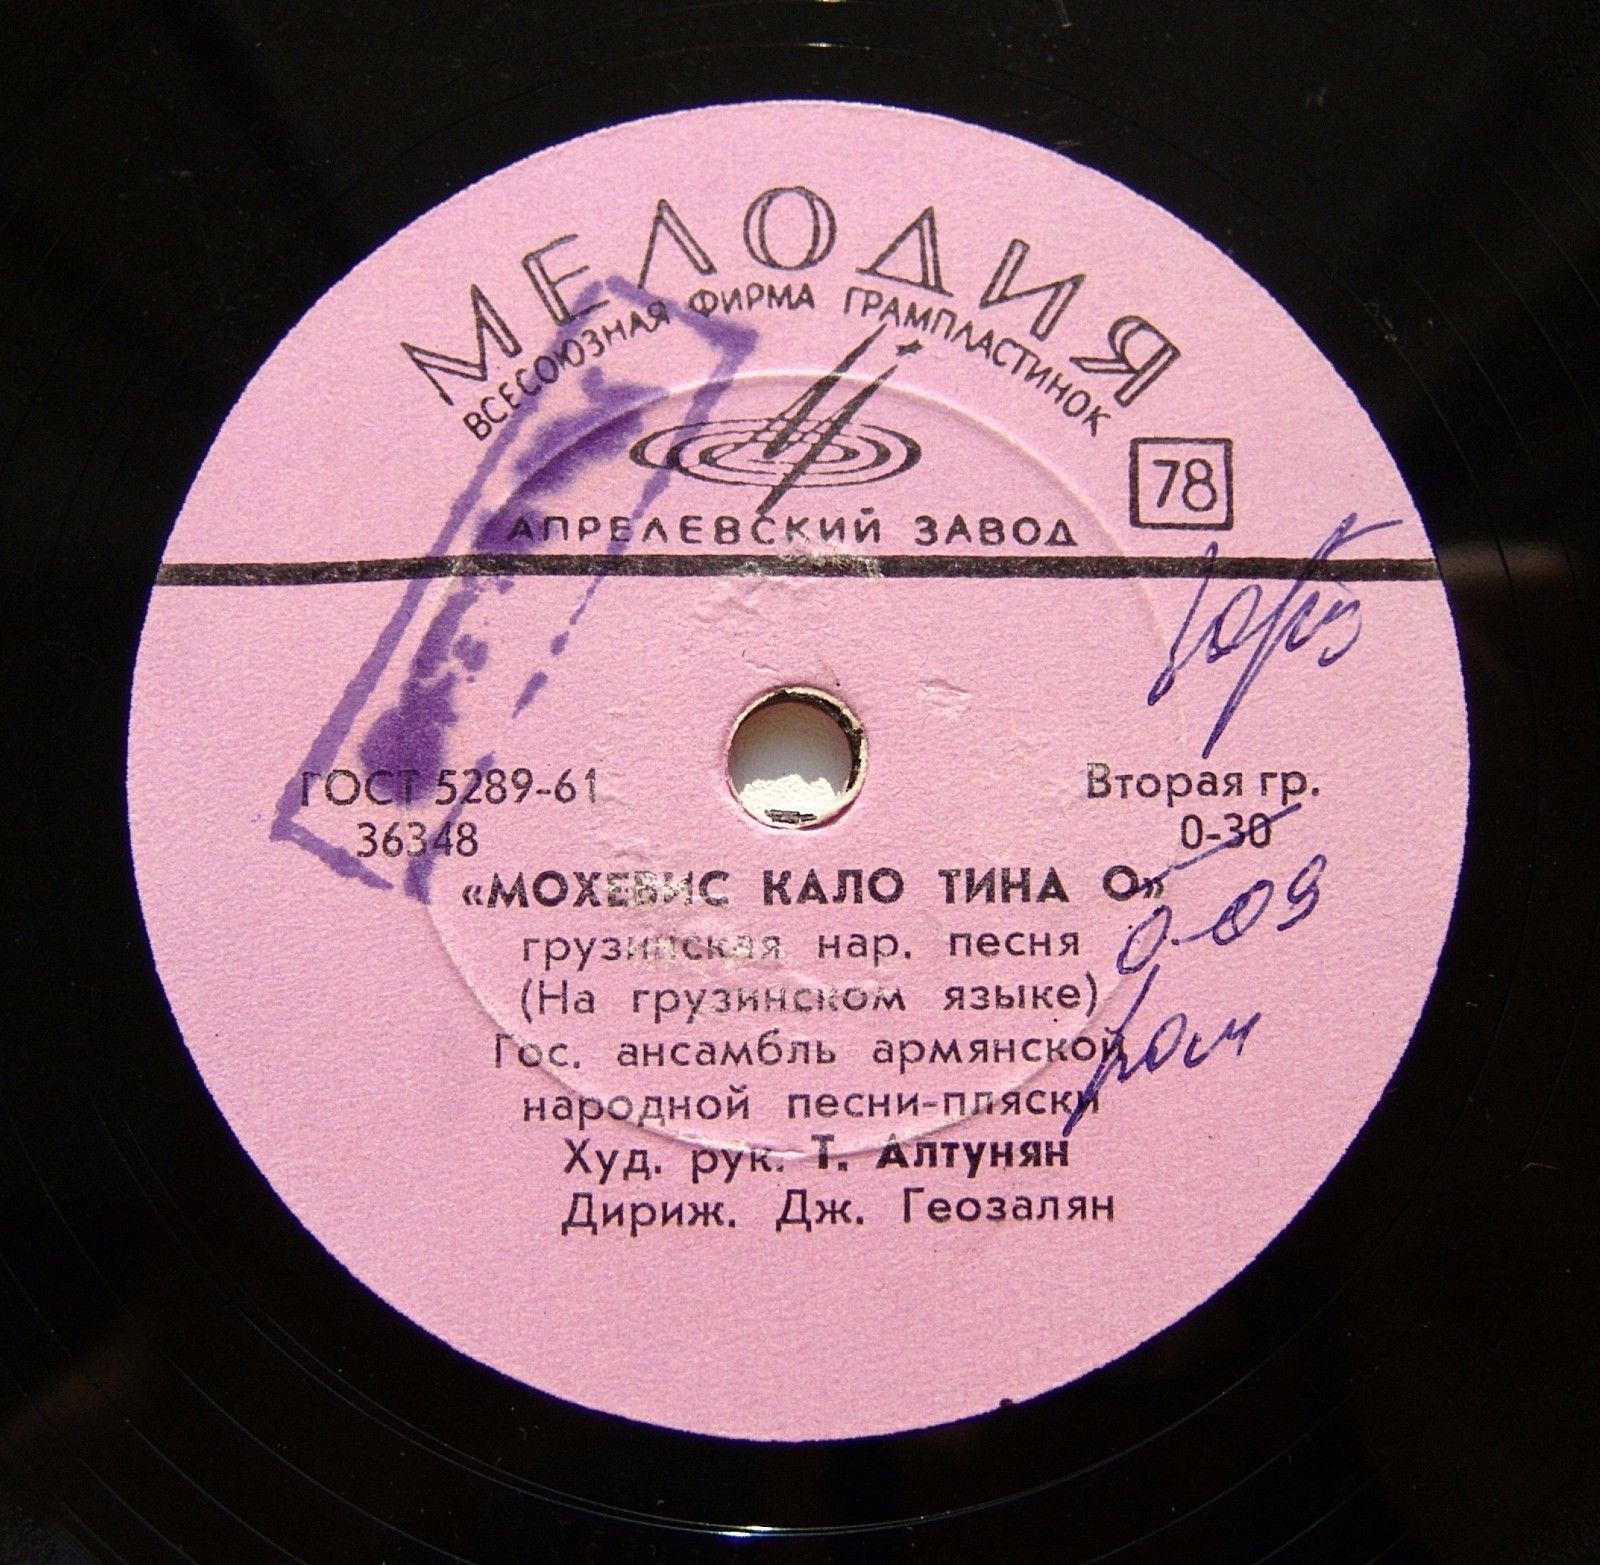 МЕЛОДИЯ
ВСЕСОЮЗНАЯ ФИРМА ГРАМПЛАСТИНОК
78
АПРЕЛЕВСКИЙ ЗАВОД
ГОСТ 5289-61
Вторая гр.
36348
0-30
«МОХЕВИС КАЛО ТИНА О»
0-09
грузинская нар. песня
(На грузинском языке)
Гос. ансамбль армянской
народной песни-пляски
Худ. рук. Т. Алтунян
Дириж. Дж. Геозалян